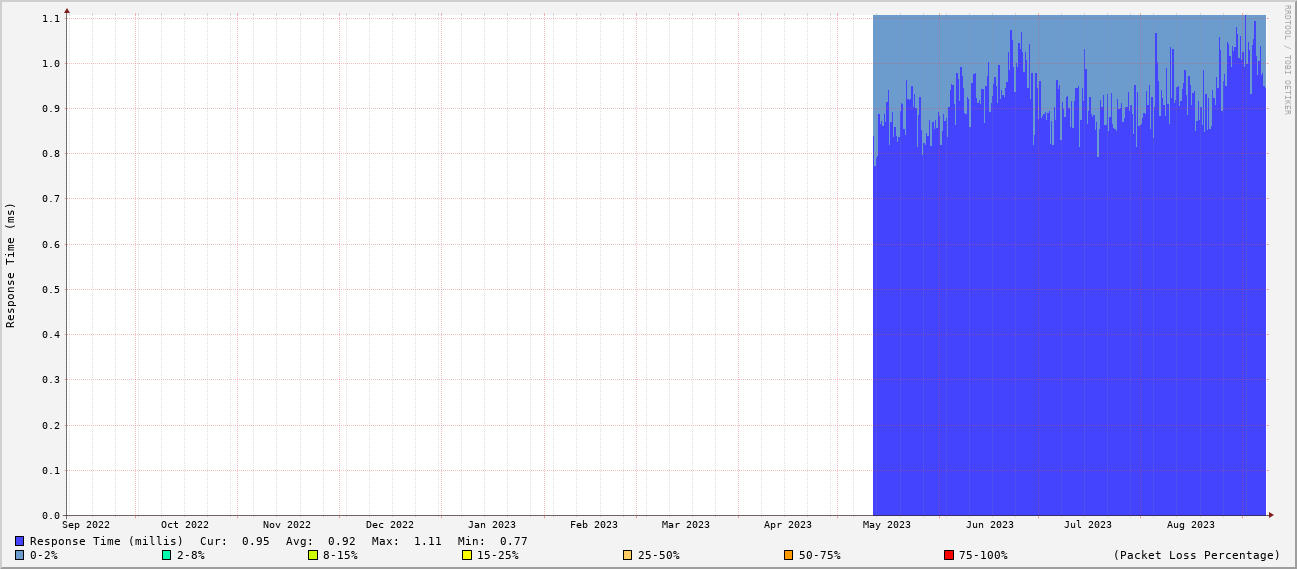 RRDTOOL / TOBI OETIKER
Response Time (ms)
1.1
1.0
0.9
0.8
0.7
0.6
0.5
0.4
0.3
0.2
0.1
0.0
Sep 2022 Oct 2022 Nov 2022 Dec 2022 Jan 2023 Feb 2023 Mar 2023 Apr 2023 May 2023 Jun 2023 Jul 2023 Aug 2023
Response Time (millis) Cur: 0.95 Avg: 0.92 Max: 1.11 Min: 0.77
0-2% 2-8% 8-15% 15-25% 25-50% 50-75% 75-100% (Packet Loss Percentage)